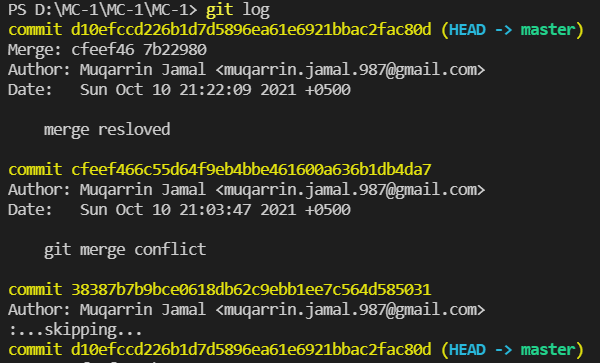 PS D:\MC-1\MC-1\MC-1> git log
commit d10efccd226b1d7d5896ea61e6921bbac2fac80d (HEAD -> master)
Merge: cfeef46 7b22980
Author: Muqarrin Jamal <muqarrin.jamal.987@gmail.com>
Date:   Sun Oct 10 21:22:09 2021 +0500
    merge resloved
commit cfeef466c55d64f9eb4bbe461600a636b1db4da7
Author: Muqarrin Jamal <muqarrin.jamal.987@gmail.com>
Date:   Sun Oct 10 21:03:47 2021 +0500
    git merge conflict
commit 38387b7b9bce0618db62c9ebb1ee7c564d585031
Author: Muqarrin Jamal <muqarrin.jamal.987@gmail.com>
:...skipping...
commit d10efccd226b1d7d5896ea61e6921bbac2fac80d (HEAD -> master)